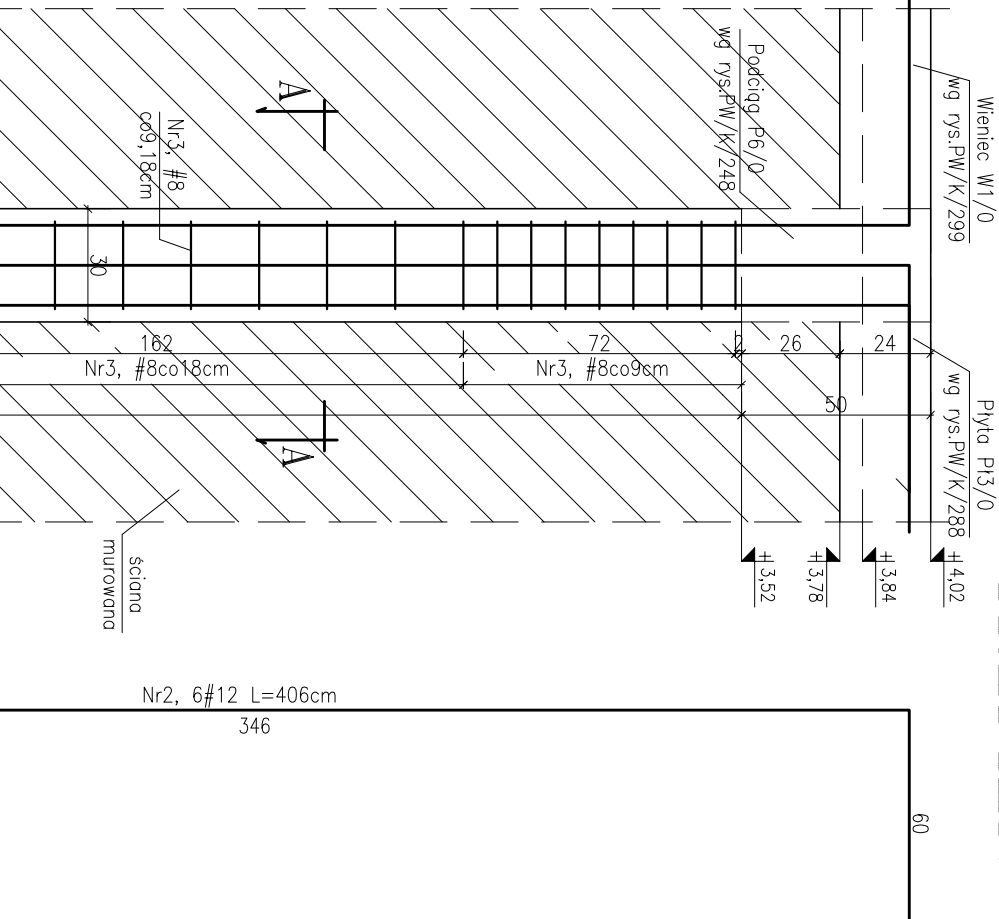 Wieniec W1/0
wg rys.PW/K/299
Podciąg P6/0
wg rys.PW/K/248
A
Nr3, #8
co9,18cm
30
162
72
2
26
24
Nr3, #8co18cm
Nr3, #8co9cm
50
A
Płyta Pł3/0
wg rys.PW/K/288
ściana
murowana
+3,52
+3,78
+3,84
+4,02
Nr2, 6#12 L=406cm
346
60